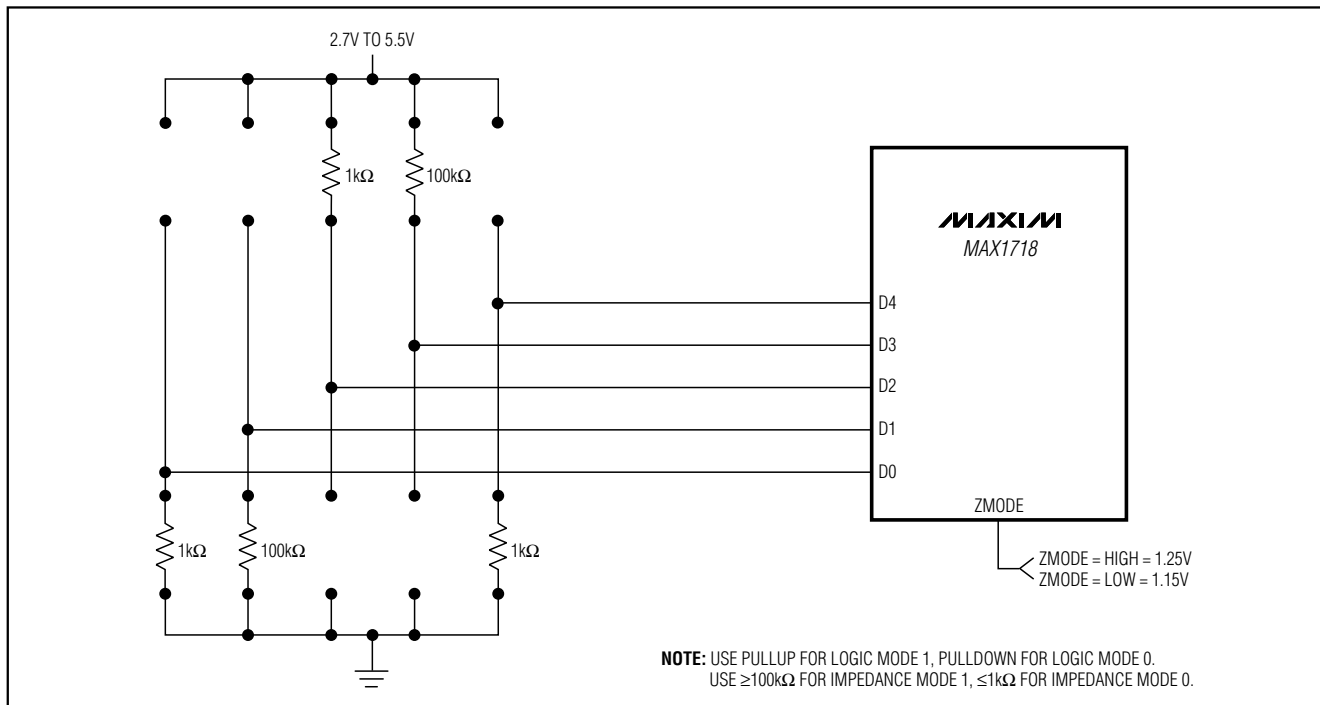 2.7V TO 5.5V
1kΩ
100kΩ
MAXIM
MAX1718
D4
D3
D2
D1
D0
ZMODE
1kΩ
100kΩ
1kΩ
ZMODE = HIGH = 1.25V
ZMODE = LOW = 1.15V
NOTE: USE PULLUP FOR LOGIC MODE 1, PULLDOWN FOR LOGIC MODE 0.
USE ≥100kΩ FOR IMPEDANCE MODE 1, ≤1kΩ FOR IMPEDANCE MODE 0.